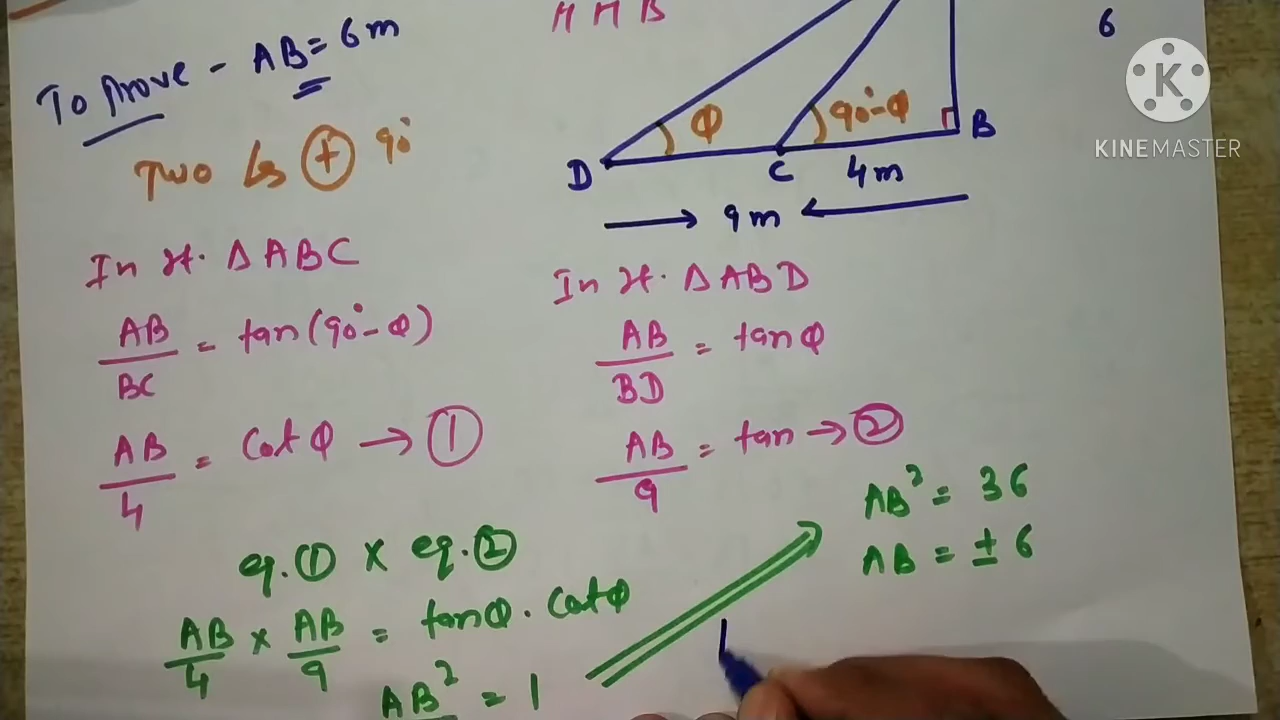 To Prove - AB = 6m
Two ∠s + 90°
6
K
KINEMASTER
φ
90°-φ
D
C
B
4m
9m
In rt. Δ ABC
AB/BC = tan(90°-φ)
AB/4 = cot φ → ①
In rt. Δ ABD
AB/BD = tan φ
AB/9 = tan → ②
eq.① × eq.②
AB/4 × AB/9 = tanφ . cotφ
AB² = 1
AB² = 36
AB = ± 6